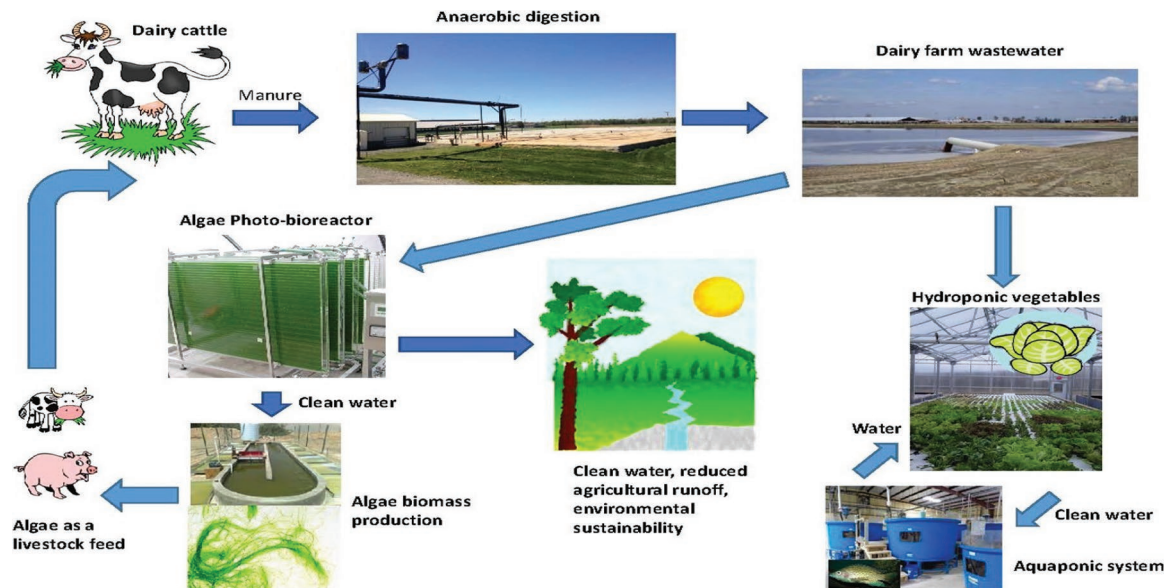 Dairy cattle
Manure
Anaerobic digestion
Dairy farm wastewater
Algae Photo-bioreactor
Hydroponic vegetables
Clean water
Water
Clean water, reduced
agricultural runoff,
environmental
sustainability
Algae biomass
production
Algae as a
livestock feed
Clean water
Aquaponic system